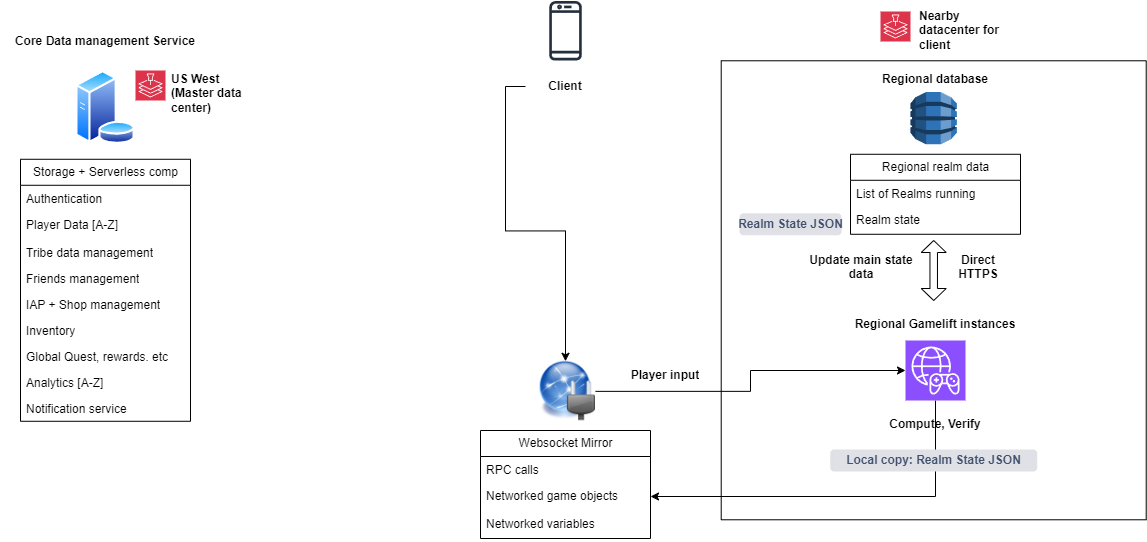 Core Data management Service
US West
(Master data
center)
Storage + Serverless comp
Authentication
Player Data [A-Z]
Tribe data management
Friends management
IAP + Shop management
Inventory
Global Quest, rewards. etc
Analytics [A-Z]
Notification service
Client
Player input
Websocket Mirror
RPC calls
Networked game objects
Networked variables
Nearby
datacenter for
client
Regional database
Regional realm data
List of Realms running
Realm state
Realm State JSON
Update main state
data
Direct
HTTPS
Regional Gamelift instances
Compute, Verify
Local copy: Realm State JSON